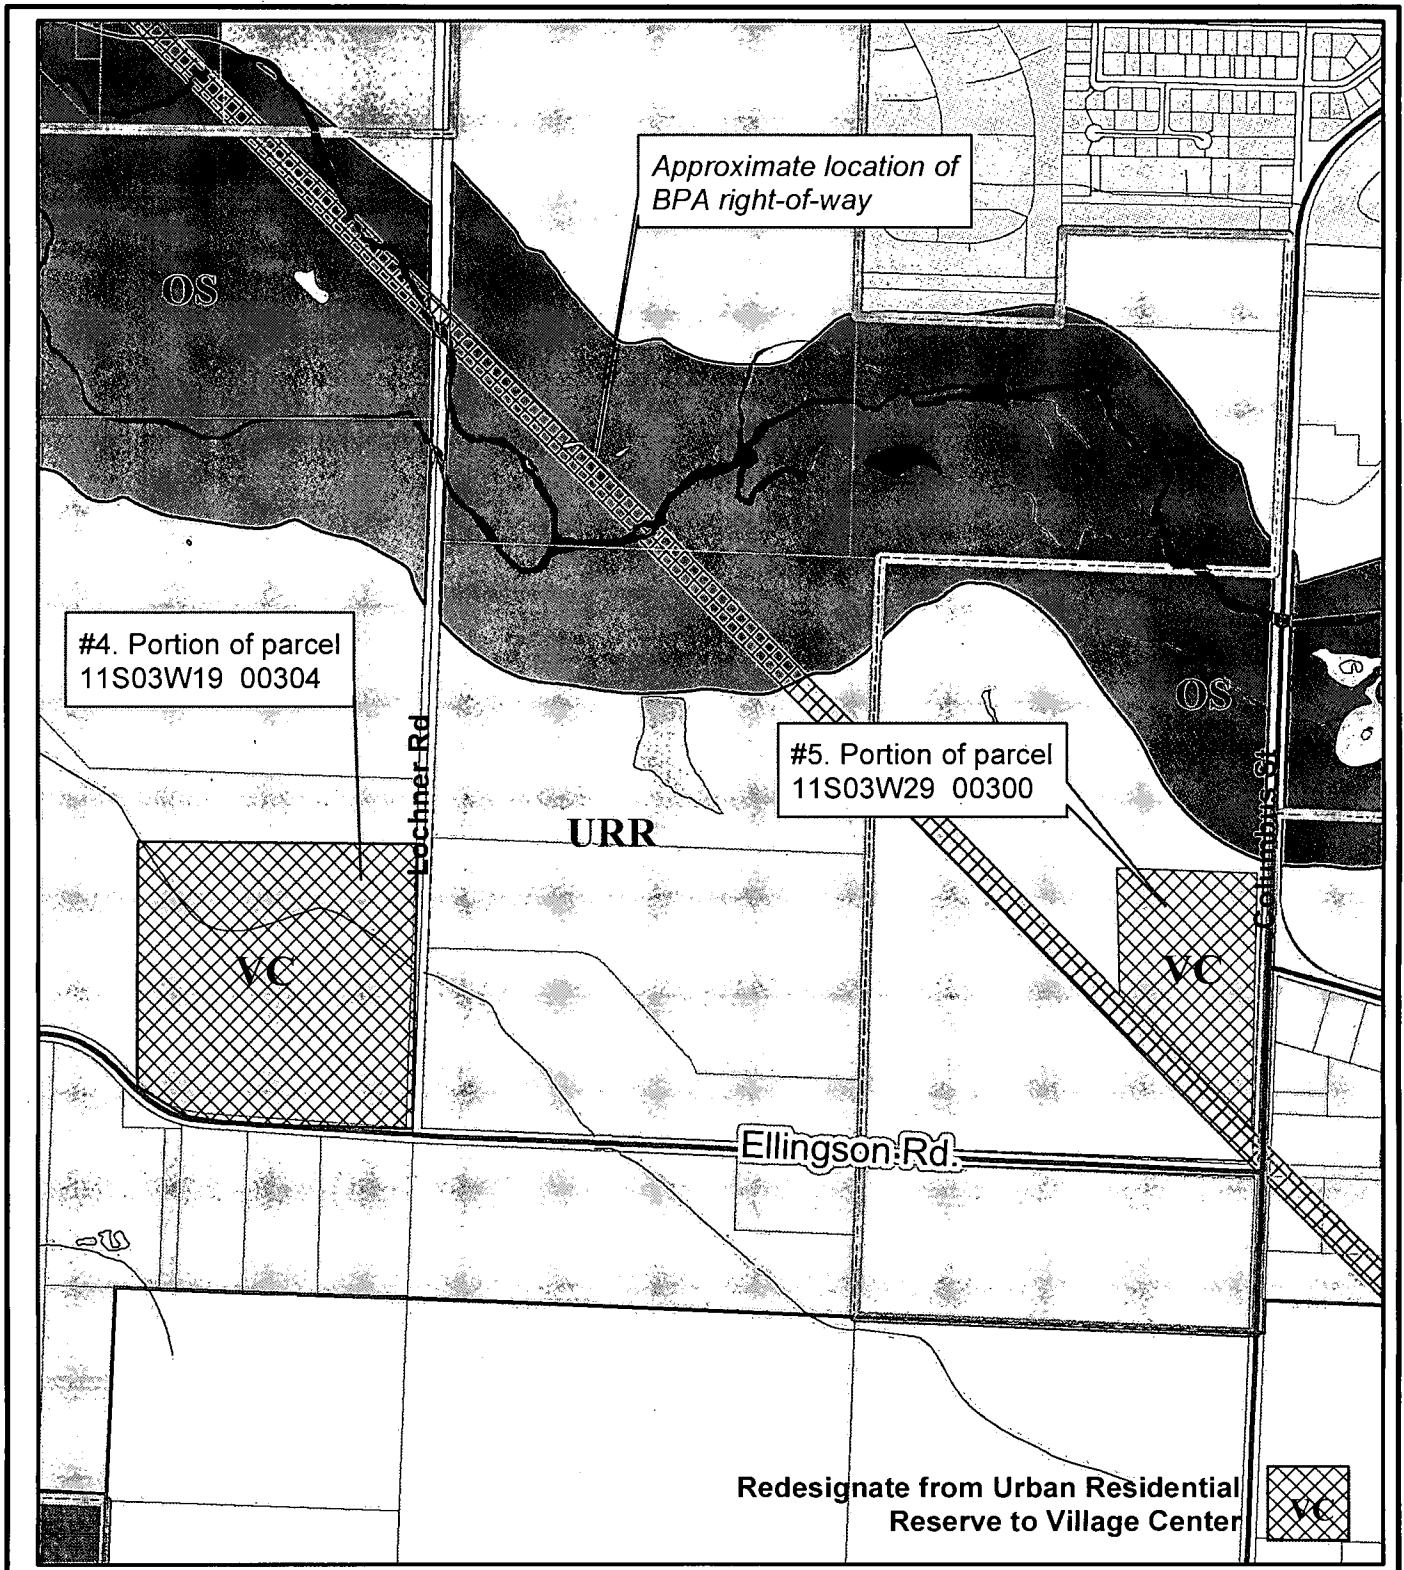 Approximate location of
BPA right-of-way
OS
#4. Portion of parcel
11S03W19 00304
Lochner Rd
OS
#5. Portion of parcel
11S03W29 00300
Columbus St
URR
VC
VC
Ellingson Rd.
Redesignate from Urban Residential
Reserve to Village Center
VC